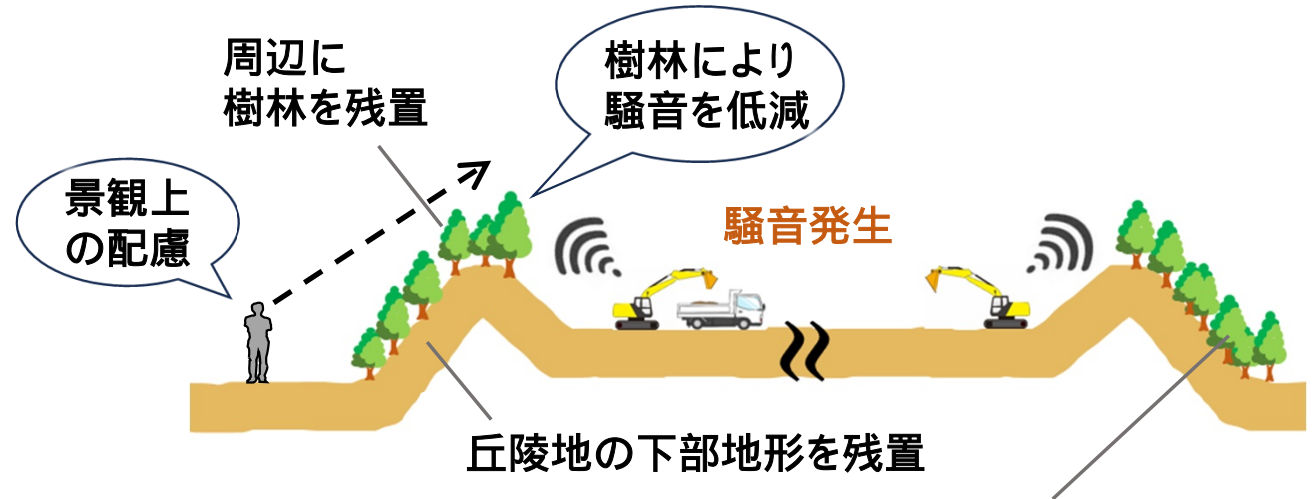 周辺に
樹林を残置
樹林により
騒音を低減
景観上
の配慮
騒音発生
丘陵地の下部地形を残置